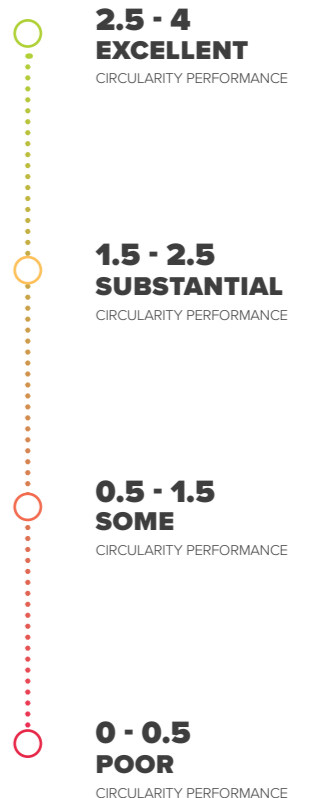 2.5 - 4
EXCELLENT
CIRCULARITY PERFORMANCE
1.5 - 2.5
SUBSTANTIAL
CIRCULARITY PERFORMANCE
0.5 - 1.5
SOME
CIRCULARITY PERFORMANCE
0 - 0.5
POOR
CIRCULARITY PERFORMANCE